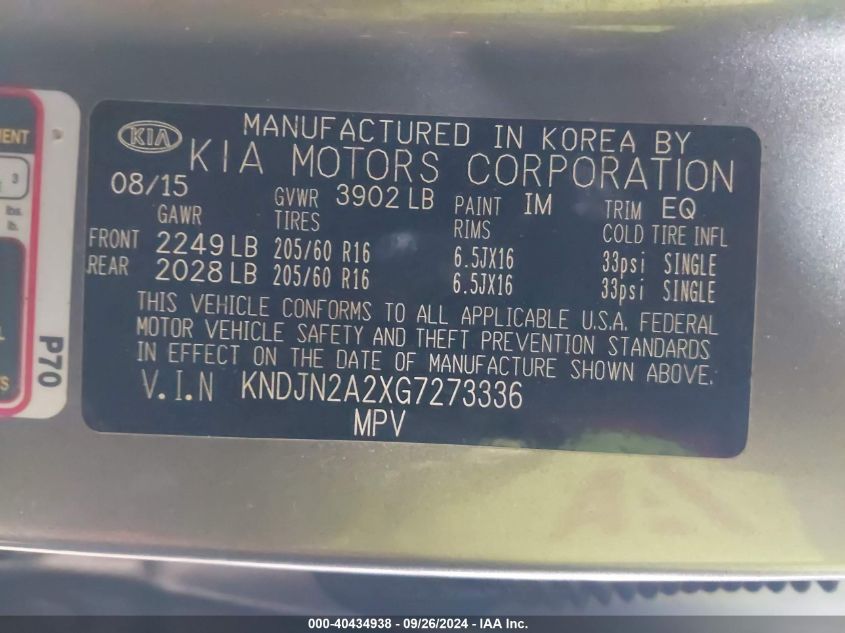 KIA
MANUFACTURED IN KOREA BY
KIA MOTORS CORPORATION
08/15 GVWR 3902 LB PAINT IM TRIM EQ
GAWR TIRES RIMS COLD TIRE INFL
FRONT 2249 LB 205/60 R16 6.5JX16 33psi SINGLE
REAR 2028 LB 205/60 R16 6.5JX16 33psi SINGLE
THIS VEHICLE CONFORMS TO ALL APPLICABLE U.S.A. FEDERAL
MOTOR VEHICLE SAFETY AND THEFT PREVENTION STANDARDS
IN EFFECT ON THE DATE OF MANUFACTURE SHOWN ABOVE.
V.I.N KNDJN2A2XG7273336
MPV
3
lbs.
lb.
P70
000-40434938 - 09/26/2024 - IAA Inc.